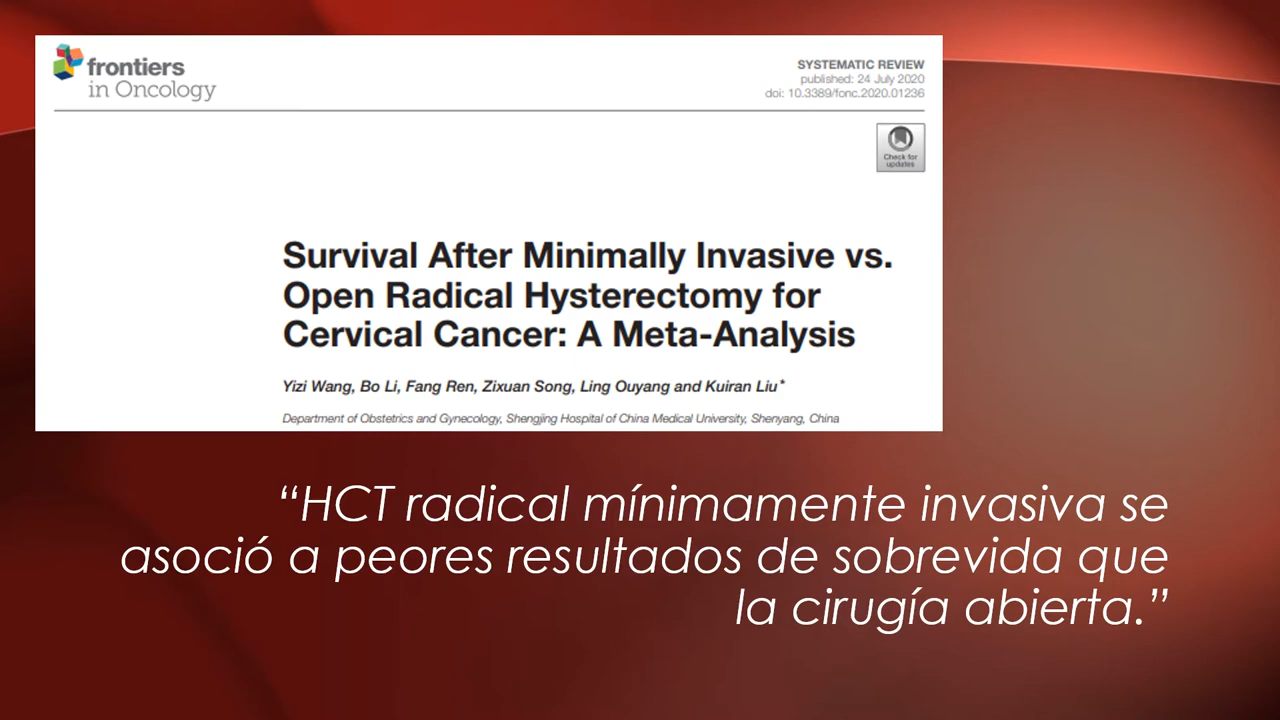 frontiers
in Oncology
SYSTEMATIC REVIEW
published: 24 July 2020
doi: 10.3389/fonc.2020.01236
Check for
updates
Survival After Minimally Invasive vs.
Open Radical Hysterectomy for
Cervical Cancer: A Meta-Analysis
Yizi Wang, Bo Li, Fang Ren, Zixuan Song, Ling Ouyang and Kuiran Liu*
Department of Obstetrics and Gynecology, Shengjing Hospital of China Medical University, Shenyang, China
“HCT radical mínimamente invasiva se
asoció a peores resultados de sobrevida que
la cirugía abierta.”